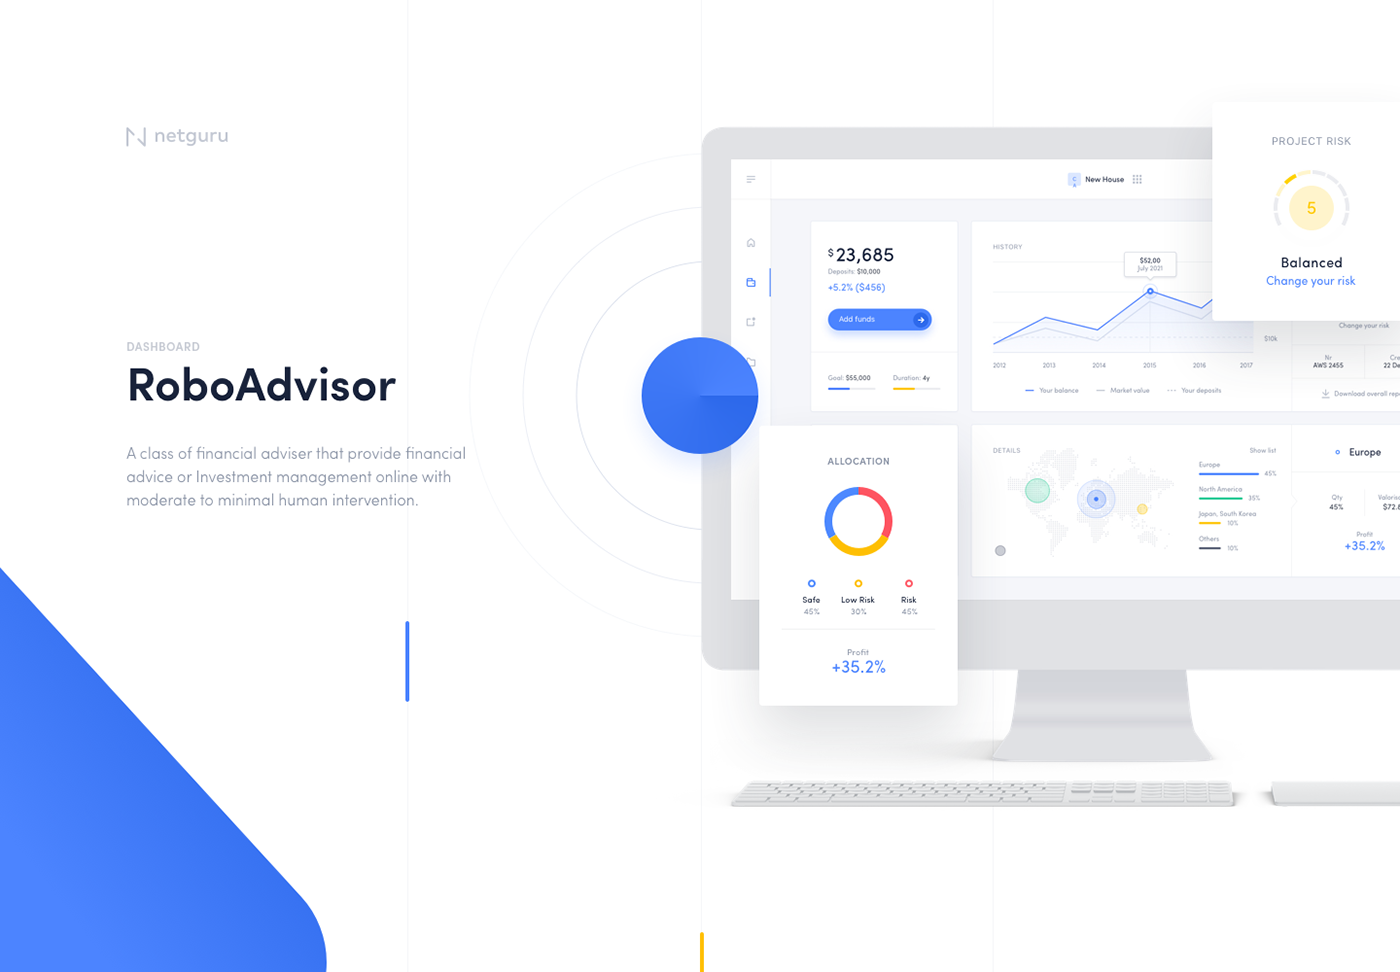 netguru
DASHBOARD
RoboAdvisor
A class of financial adviser that provide financial
advice or Investment management online with
moderate to minimal human intervention.
New House
$23,685
Deposits: $10,000
+5.2% ($456)
Add funds
Goal: $55,000
Duration: 4y
HISTORY
$52,00
July 2021
2012 2013 2014 2015 2016 2017
Your balance
Market value
Your deposits
PROJECT RISK
5
Balanced
Change your risk
Change your risk
$10k
Nr
AWS 2455
Download overall
ALLOCATION
Safe
45%
Low Risk
30%
Risk
45%
Profit
+35.2%
DETAILS
Show list
Europe
45%
North America
35%
Japan, South Korea
10%
Others
10%
Europe
Qty
45%
Profit
+35.2%